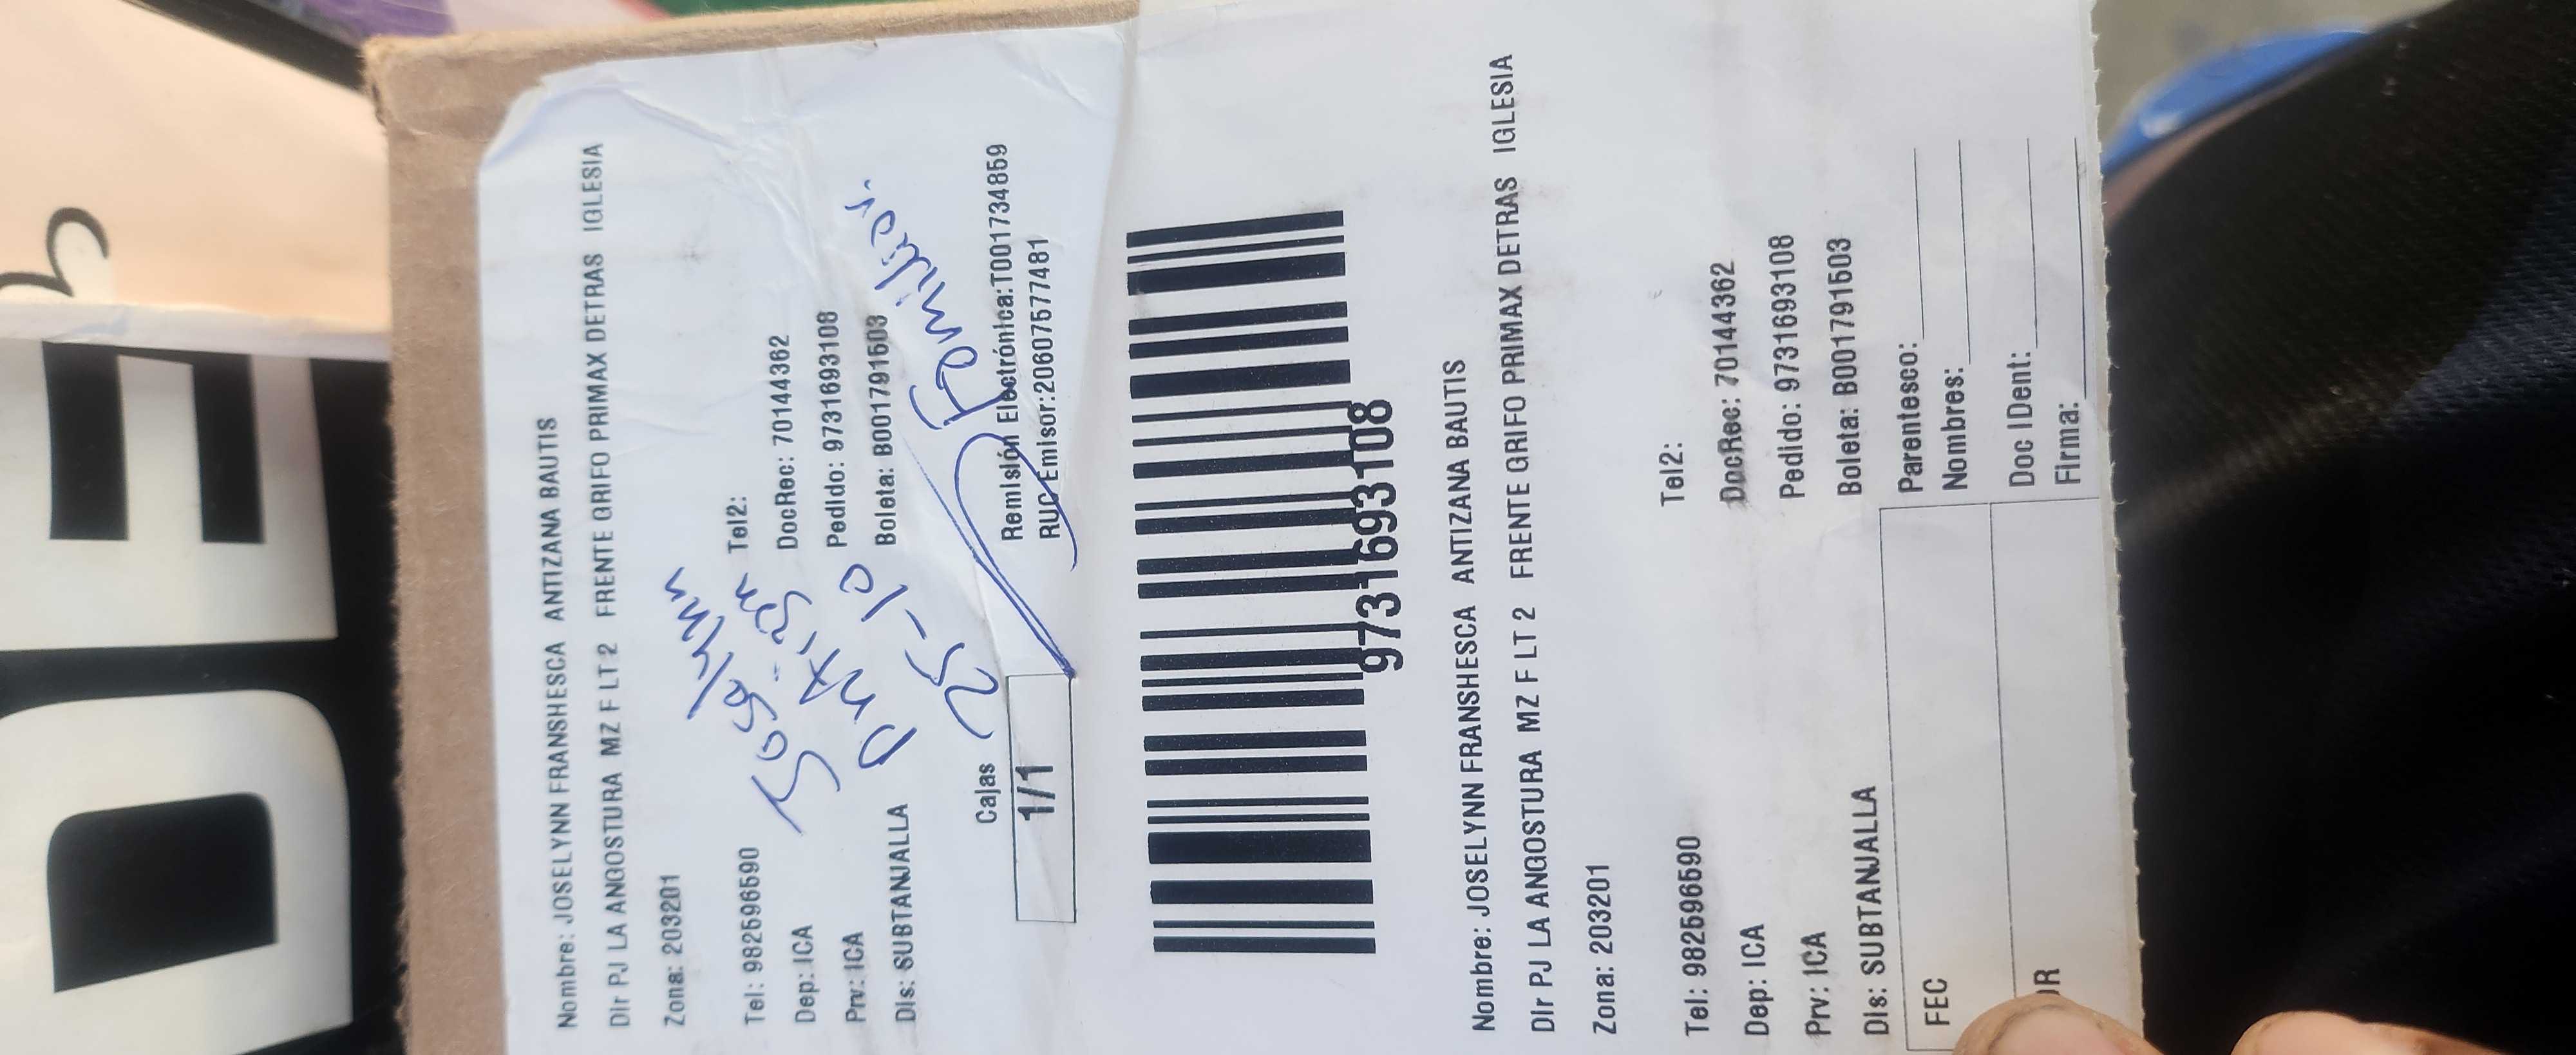 DE
Nombre: JOSELYNN FRANSHESCA ANTIZANA BAUTIS
DIr PJ LA ANGOSTURA MZ F LT 2 FRENTE GRIFO PRIMAX DETRAS IGLESIA
Zona: 203201
Joselynn
Tel: 982596590 Tel2:
Antizan
Dep: ICA DocRec: 70144362
Prv: ICA Pedido: 9731693108
DIs: SUBTANJALLA Boleta: B001791503
25-10
Familiar.
Cajas
1/1
Remisión Electrónica:T001734859
RUC Emisor:20607577481
9731693108
Nombre: JOSELYNN FRANSHESCA ANTIZANA BAUTIS
DIr PJ LA ANGOSTURA MZ F LT 2 FRENTE GRIFO PRIMAX DETRAS IGLESIA
Zona: 203201
Tel: 982596590 Tel2:
Dep: ICA DocRec: 70144362
Prv: ICA Pedido: 9731693108
DIs: SUBTANJALLA Boleta: B001791503
FEC
Parentesco:
Nombres:
Doc IDent:
Firma: